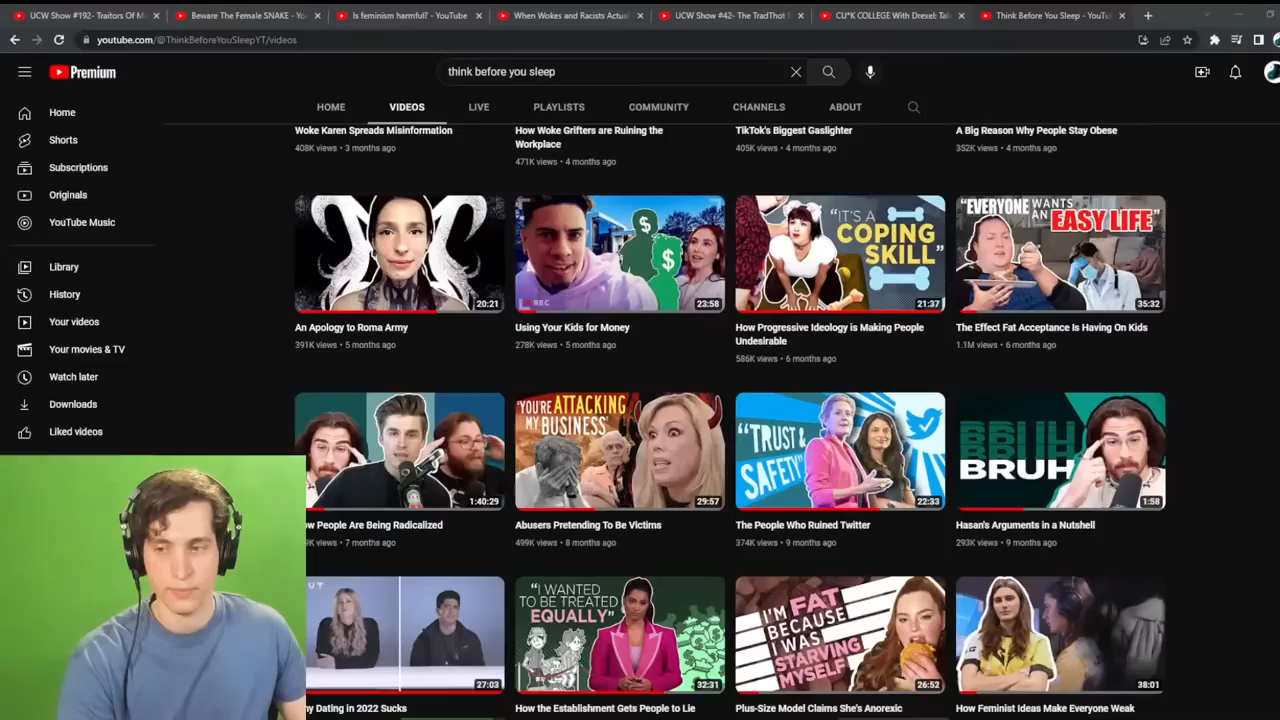 UCW Show #192- Traitors Of M
Beware The Female SNAKE - Yo
Is feminism harmful? - YouTube
When Wokes and Racists Actua
UCW Show #42- The TradThot
CU*K COLLEGE With Drexel: Tal
Think Before You Sleep - YouTu
youtube.com/@ThinkBeforeYouSleepYT/videos
Premium
think before you sleep
HOME VIDEOS LIVE PLAYLISTS COMMUNITY CHANNELS ABOUT
Home
Shorts
Subscriptions
Originals
YouTube Music
Library
History
Your videos
Your movies & TV
Watch later
Downloads
Liked videos
Woke Karen Spreads Misinformation
408K views • 3 months ago
How Woke Grifters are Ruining the
Workplace
471K views • 4 months ago
TikTok's Biggest Gaslighter
405K views • 4 months ago
A Big Reason Why People Stay Obese
352K views • 4 months ago
20:21
An Apology to Roma Army
391K views • 5 months ago
REC
23:58
Using Your Kids for Money
278K views • 5 months ago
"IT'S A
COPING
SKILL"
21:37
How Progressive Ideology is Making People
Undesirable
586K views • 6 months ago
"EVERYONE WANTS
AN EASY LIFE"
35:32
The Effect Fat Acceptance Is Having On Kids
1.1M views • 6 months ago
1:40:29
w People Are Being Radicalized
K views • 7 months ago
"YOU'RE ATTACKING
MY BUSINESS"
29:57
Abusers Pretending To Be Victims
499K views • 8 months ago
"TRUST &
SAFETY"
22:33
The People Who Ruined Twitter
374K views • 9 months ago
BRUH
BRUH
BRUH
1:58
Hasan's Arguments in a Nutshell
293K views • 9 months ago
UT
27:03
y Dating in 2022 Sucks
"I WANTED
TO BE TREATED
EQUALLY"
32:31
How the Establishment Gets People to Lie
I'M FAT
BECAUSE
I WAS
STARVING
MYSELF
26:52
Plus-Size Model Claims She's Anorexic
38:01
How Feminist Ideas Make Everyone Weak